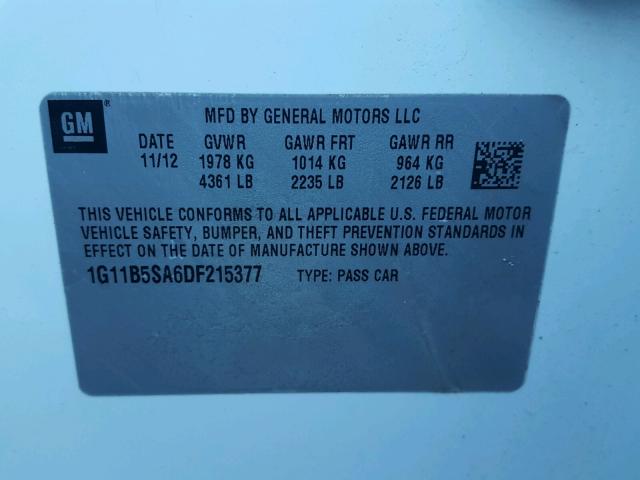 GM ® MFD BY GENERAL MOTORS LLC
DATE GVWR GAWR FRT GAWR RR
11/12 1978 KG 1014 KG 964 KG
4361 LB 2235 LB 2126 LB
THIS VEHICLE CONFORMS TO ALL APPLICABLE U.S. FEDERAL MOTOR
VEHICLE SAFETY, BUMPER, AND THEFT PREVENTION STANDARDS IN
EFFECT ON THE DATE OF MANUFACTURE SHOWN ABOVE.
1G11B5SA6DF215377 TYPE: PASS CAR